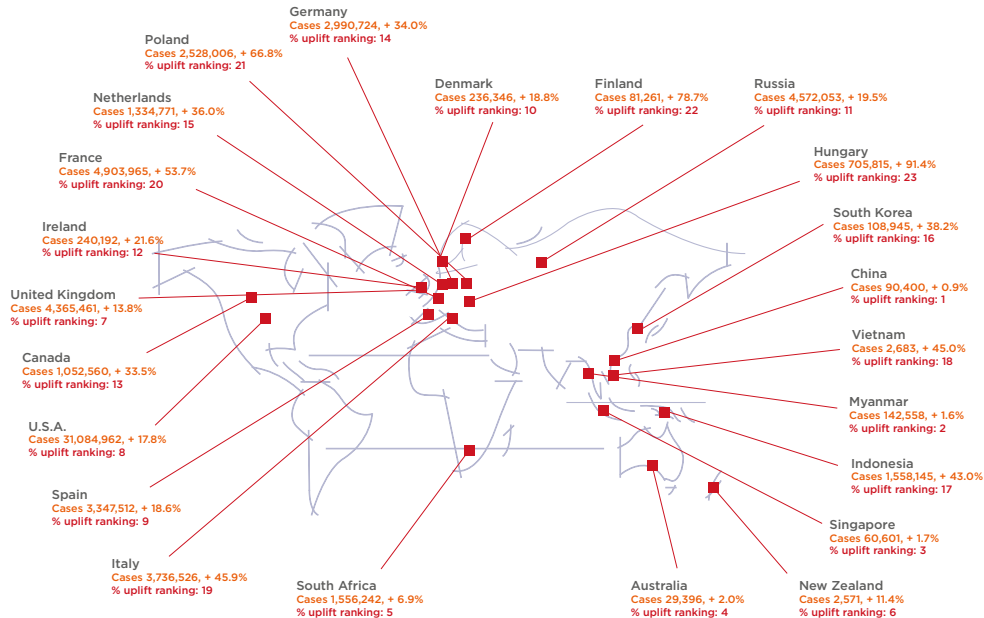 Germany
Cases 2,990,724, + 34.0%
% uplift ranking: 14
Poland
Cases 2,528,006, + 66.8%
% uplift ranking: 21
Netherlands
Cases 1,334,771, + 36.0%
% uplift ranking: 15
France
Cases 4,903,965, + 53.7%
% uplift ranking: 20
Ireland
Cases 240,192, + 21.6%
% uplift ranking: 12
United Kingdom
Cases 4,365,461, + 13.8%
% uplift ranking: 7
Canada
Cases 1,052,560, + 33.5%
% uplift ranking: 13
U.S.A.
Cases 31,084,962, + 17.8%
% uplift ranking: 8
Spain
Cases 3,347,512, + 18.6%
% uplift ranking: 9
Italy
Cases 3,736,526, + 45.9%
% uplift ranking: 19
South Africa
Cases 1,556,242, + 6.9%
% uplift ranking: 5
Denmark
Cases 236,346, + 18.8%
% uplift ranking: 10
Finland
Cases 81,261, + 78.7%
% uplift ranking: 22
Russia
Cases 4,572,053, + 19.5%
% uplift ranking: 11
Hungary
Cases 705,815, + 91.4%
% uplift ranking: 23
South Korea
Cases 108,945, + 38.2%
% uplift ranking: 16
China
Cases 90,400, + 0.9%
% uplift ranking: 1
Vietnam
Cases 2,683, + 45.0%
% uplift ranking: 18
Myanmar
Cases 142,558, + 1.6%
% uplift ranking: 2
Indonesia
Cases 1,558,145, + 43.0%
% uplift ranking: 17
Singapore
Cases 60,601, + 1.7%
% uplift ranking: 3
Australia
Cases 29,396, + 2.0%
% uplift ranking: 4
New Zealand
Cases 2,571, + 11.4%
% uplift ranking: 6